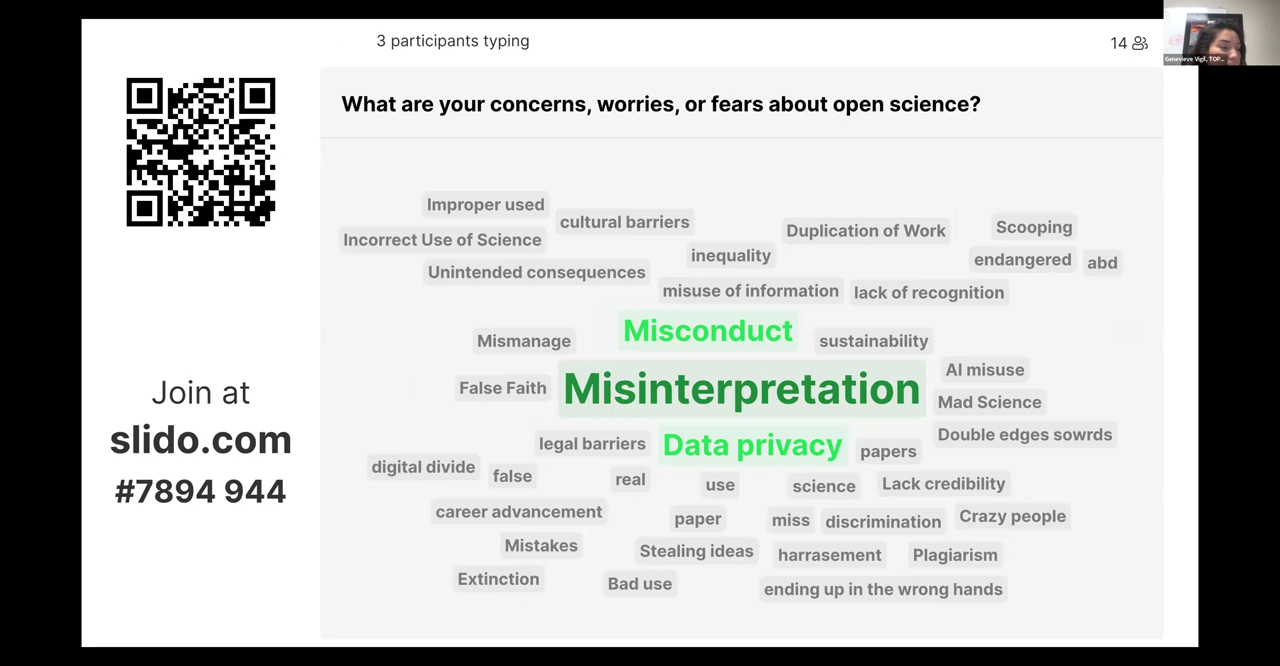 3 participants typing
14
Genevieve Vigil, TOP...
What are your concerns, worries, or fears about open science?
Improper used
cultural barriers
Duplication of Work
Scooping
Incorrect Use of Science
inequality
endangered
abd
Unintended consequences
misuse of information
lack of recognition
Misconduct
Mismanage
sustainability
AI misuse
False Faith
Misinterpretation
Mad Science
Double edges sowrds
legal barriers
Data privacy
papers
digital divide
false
real
use
science
Lack credibility
career advancement
paper
miss
discrimination
Crazy people
Mistakes
Stealing ideas
harrasement
Plagiarism
Extinction
Bad use
ending up in the wrong hands
Join at
slido.com
#7894 944